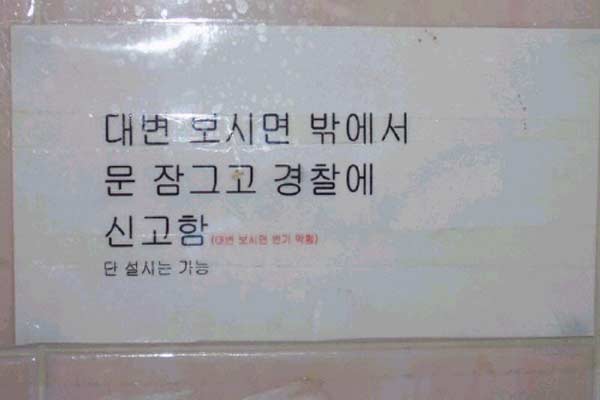 대변 보시면 밖에서
문 잠그고 경찰에
신고함(대변 보시면 변기 막힘)
단 설시는 가능